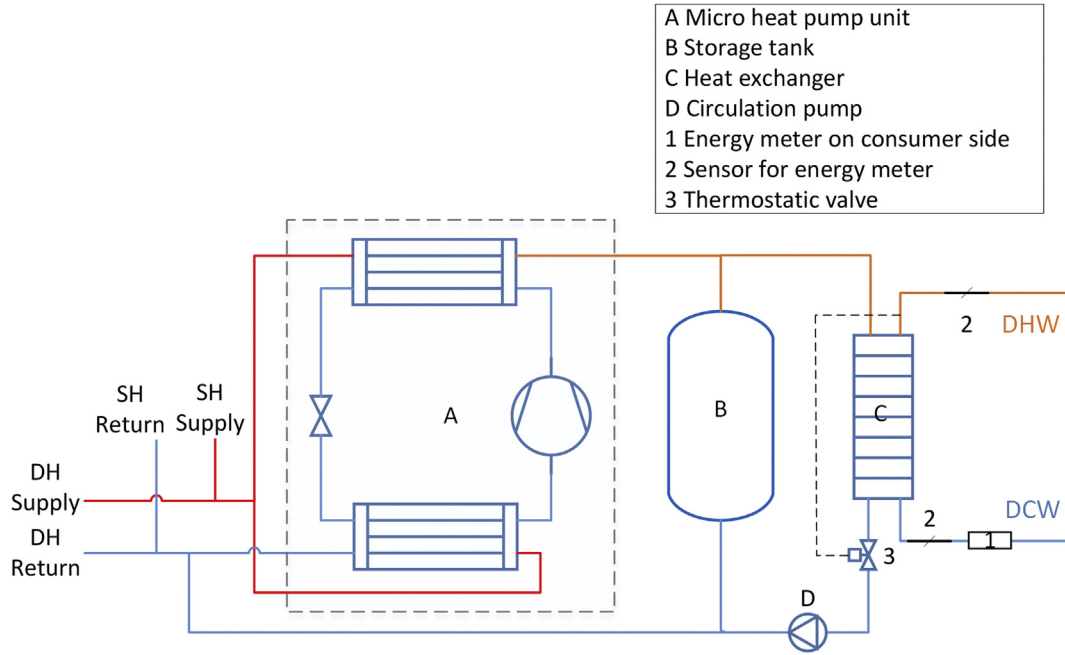 A Micro heat pump unit
B Storage tank
C Heat exchanger
D Circulation pump
1 Energy meter on consumer side
2 Sensor for energy meter
3 Thermostatic valve
2
DHW
SH
Return
SH
Supply
A
B
C
DH
Supply
DH
Return
2
1
DCW
3
D